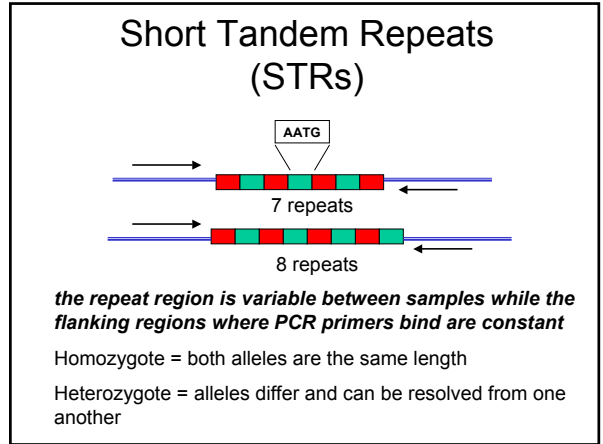 Short Tandem Repeats
(STRs)
AATG
7 repeats
8 repeats
the repeat region is variable between samples while the
flanking regions where PCR primers bind are constant
Homozygote = both alleles are the same length
Heterozygote = alleles differ and can be resolved from one
another